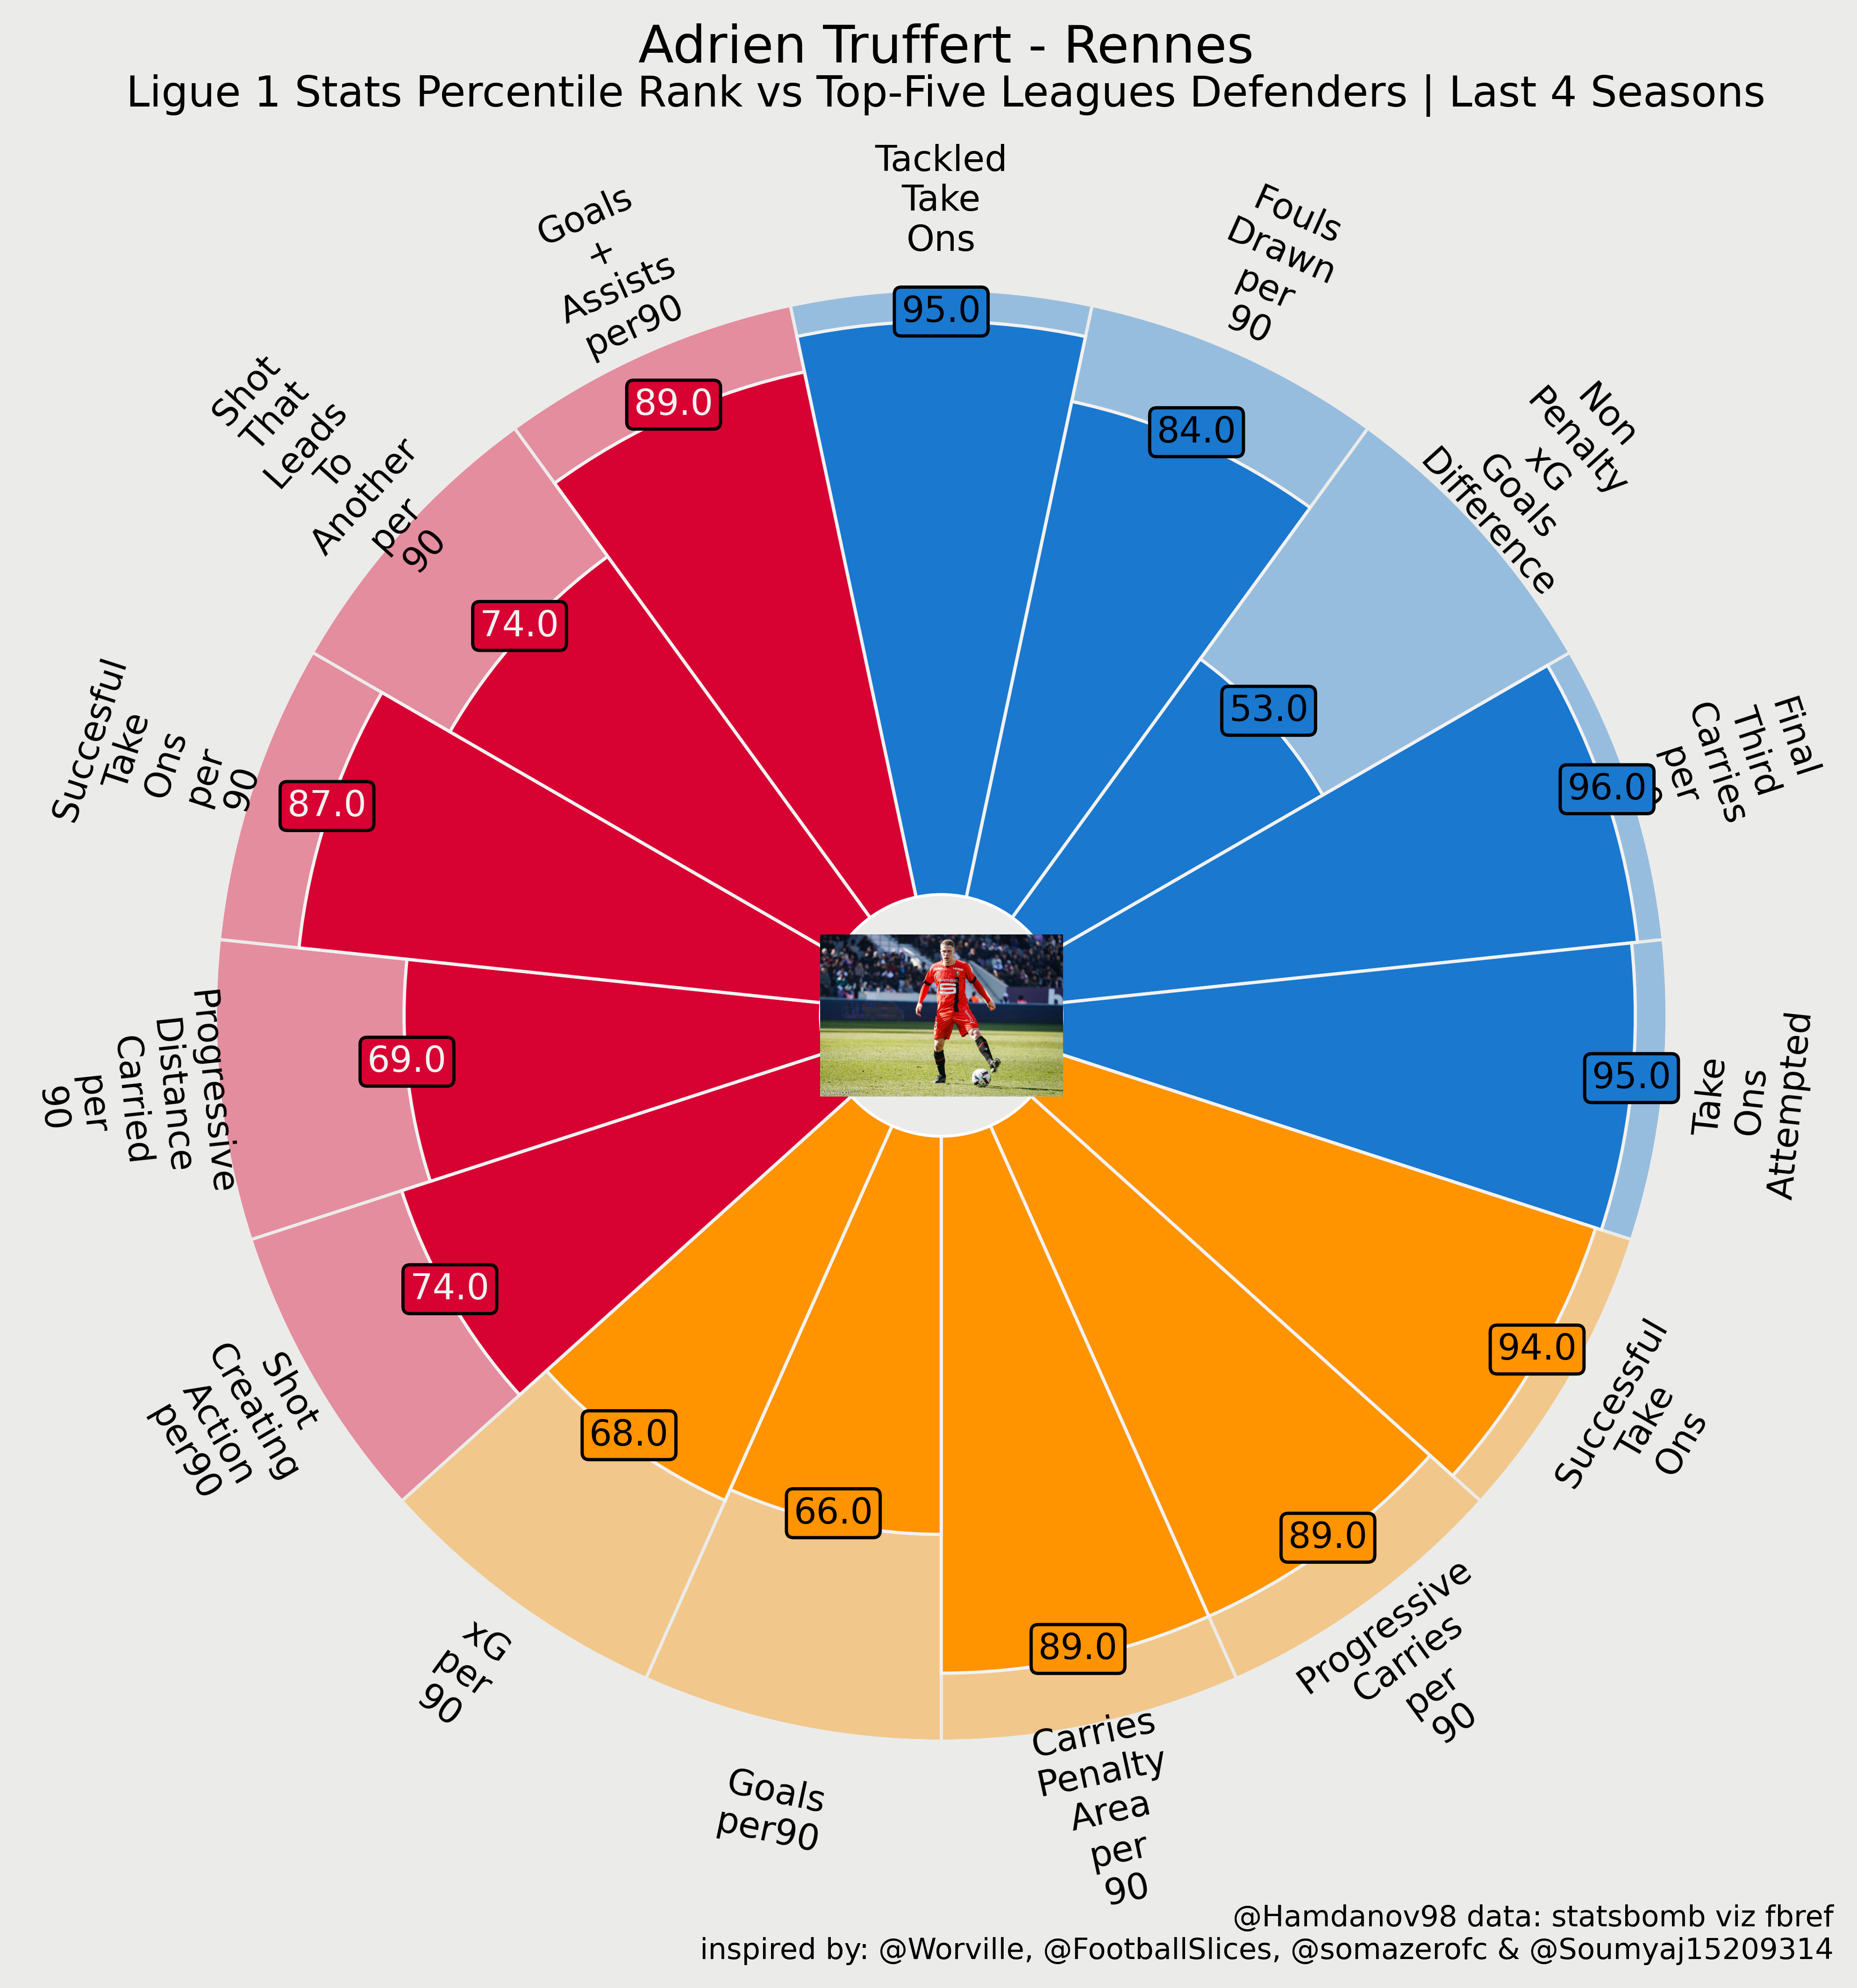 Adrien Truffert - Rennes
Ligue 1 Stats Percentile Rank vs Top-Five Leagues Defenders | Last 4 Seasons
Tackled
Take
Ons
95.0
Fouls
Drawn
per
90
84.0
Non
Penalty
xG
Goals
Difference
53.0
Final
Third
Carries
per
96.0
Take
Ons
Attempted
95.0
Successful
Take
Ons
94.0
Progressive
Carries
per
90
89.0
Carries
Penalty
Area
per
90
89.0
Goals
per90
66.0
xG
per
90
68.0
Shot
Creating
Action
per90
74.0
Progressive
Distance
Carried
per
90
69.0
Succesful
Take
Ons
per
90
87.0
Shot
That
Leads
To
Another
per
90
74.0
Goals
+
Assists
per90
89.0
@Hamdanov98 data: statsbomb viz fbref
inspired by: @Worville, @FootballSlices, @somazerofc & @Soumyaj15209314